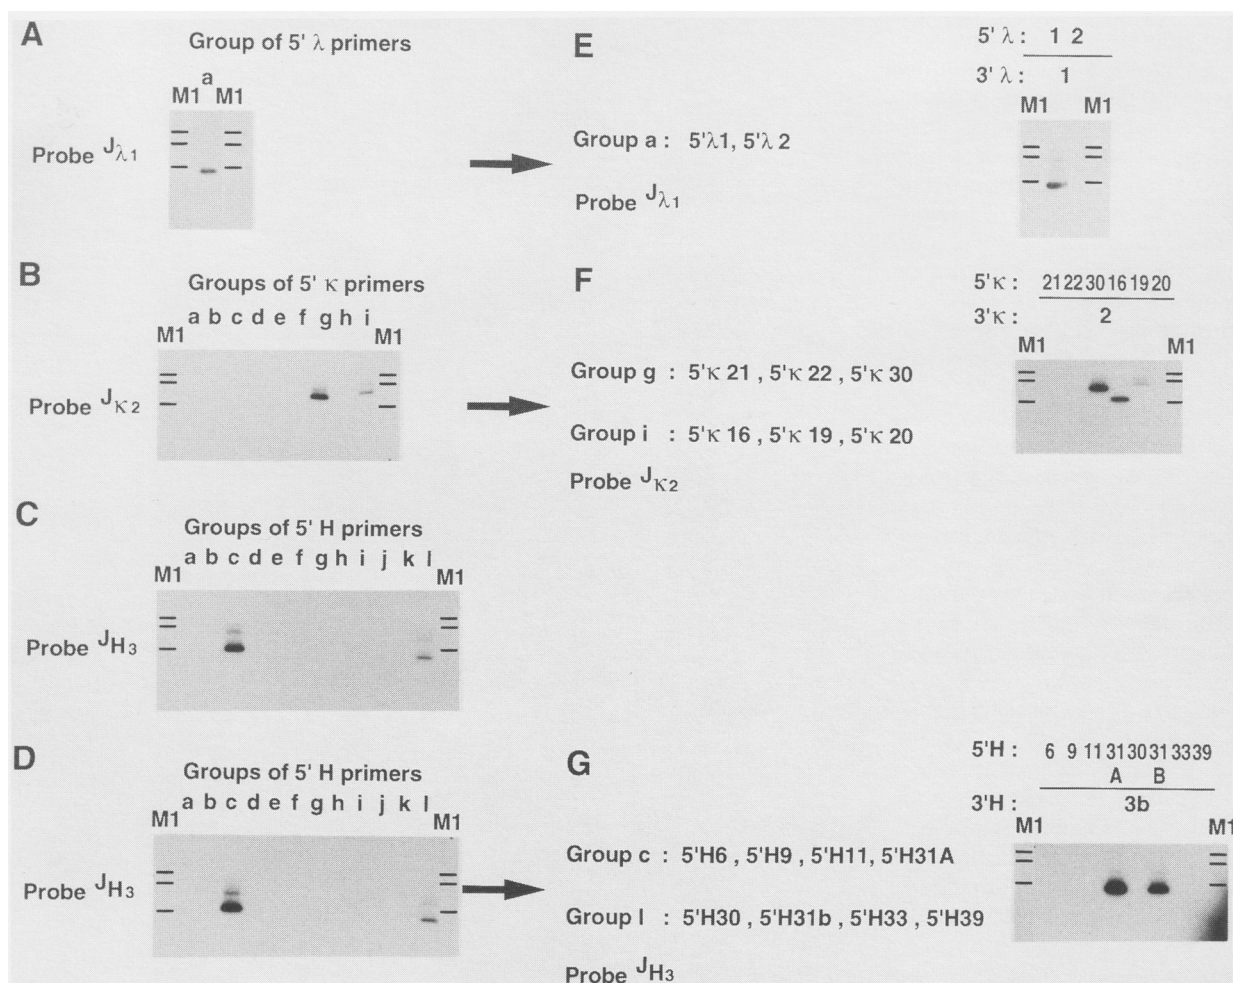 A
Group of 5' λ primers
a
M1 M1
Probe Jλ1
E
5' λ : 1 2
3' λ : 1
M1 M1
Group a : 5'λ1, 5'λ 2
Probe Jλ1
B
Groups of 5' κ primers
a b c d e f g h i
M1 M1
Probe Jκ2
F
5'κ : 21 22 30 16 19 20
3'κ : 2
M1 M1
Group g : 5'κ 21 , 5'κ 22 , 5'κ 30
Group i : 5'κ 16 , 5'κ 19 , 5'κ 20
Probe Jκ2
C
Groups of 5' H primers
a b c d e f g h i j k l
M1 M1
Probe JH3
D
Groups of 5' H primers
a b c d e f g h i j k l
M1 M1
Probe JH3
G
5'H : 6 9 11 31 30 31 33 39
A B
3'H : 3b
M1 M1
Group c : 5'H6 , 5'H9 , 5'H11, 5'H31A
Group l : 5'H30 , 5'H31b , 5'H33 , 5'H39
Probe JH3